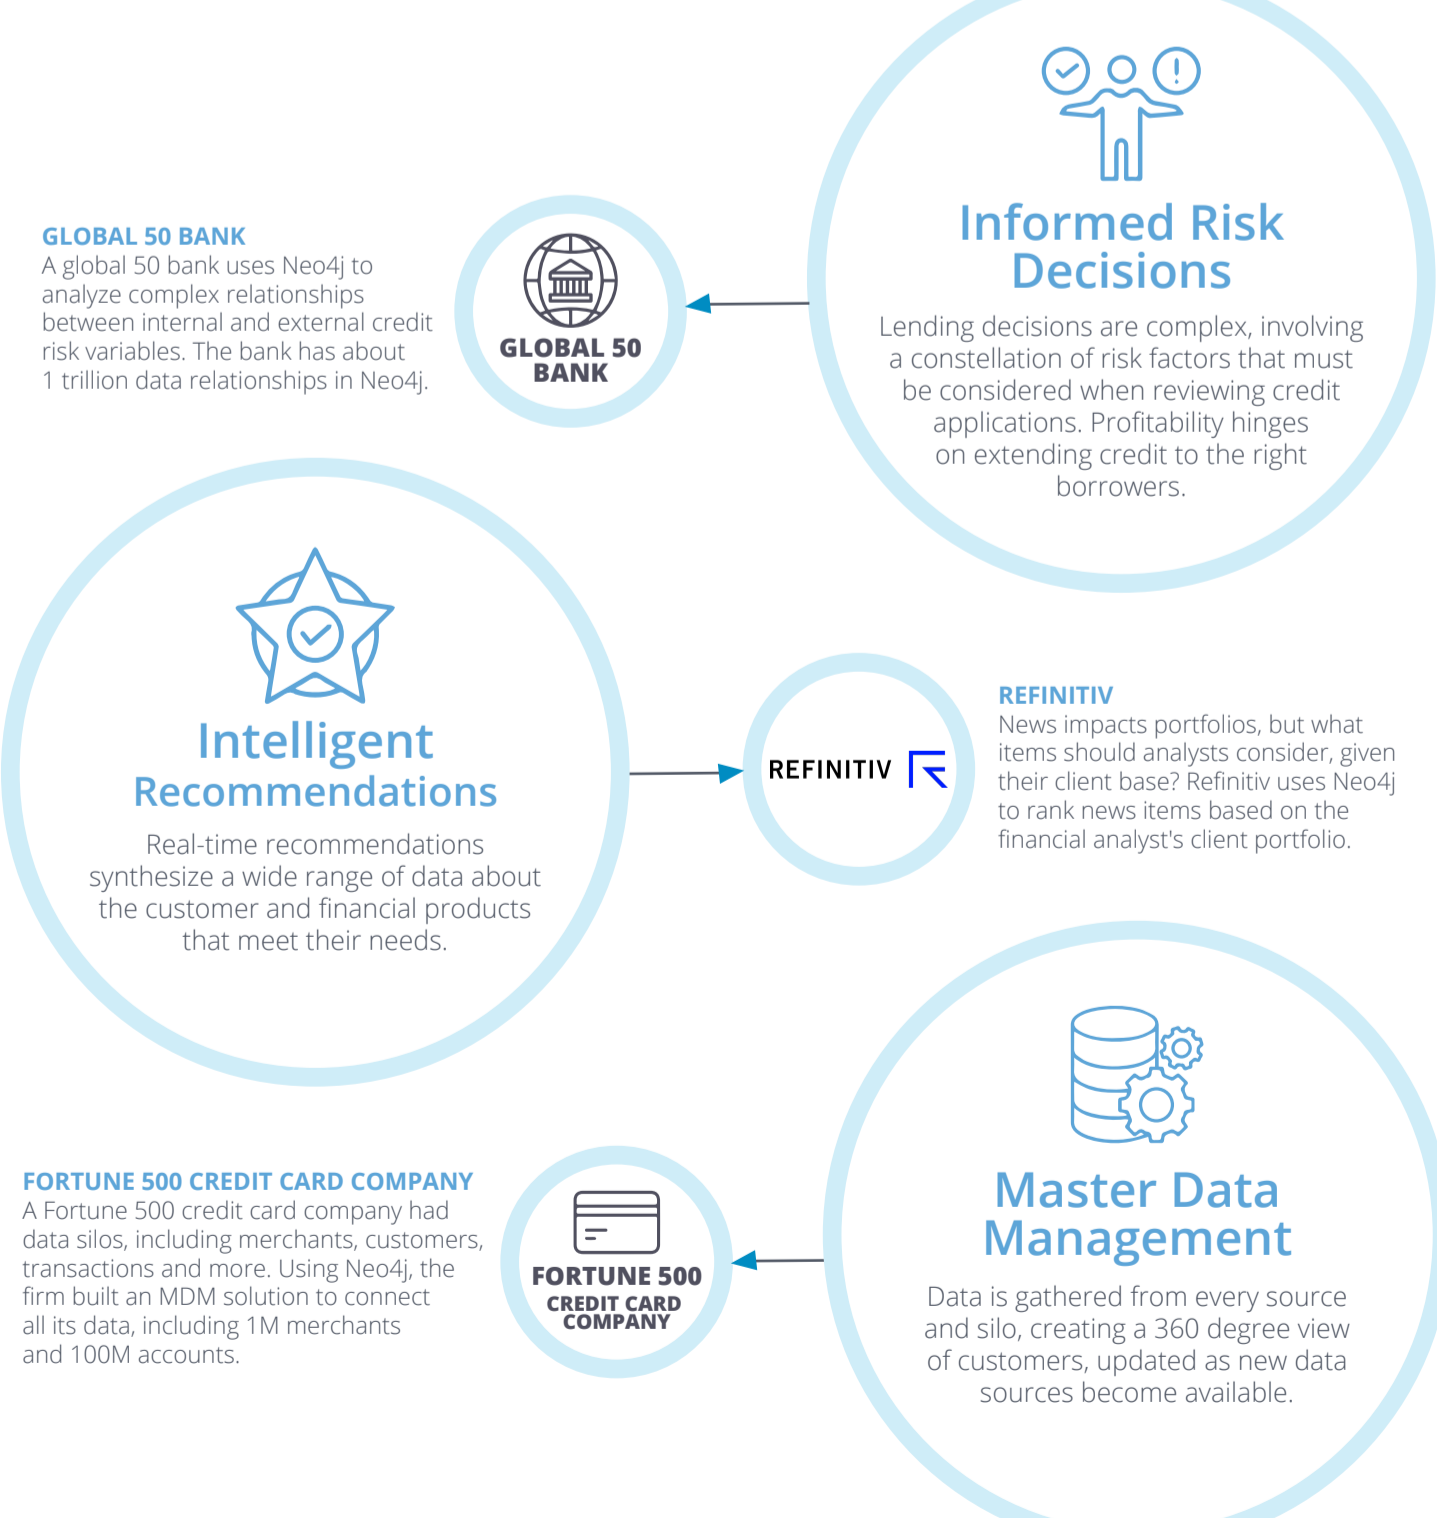 Informed Risk
Decisions
Lending decisions are complex, involving
a constellation of risk factors that must
be considered when reviewing credit
applications. Profitability hinges
on extending credit to the right
borrowers.
GLOBAL 50
BANK
GLOBAL 50 BANK
A global 50 bank uses Neo4j to
analyze complex relationships
between internal and external credit
risk variables. The bank has about
1 trillion data relationships in Neo4j.
Intelligent
Recommendations
Real-time recommendations
synthesize a wide range of data about
the customer and financial products
that meet their needs.
REFINITIV
REFINITIV
News impacts portfolios, but what
items should analysts consider, given
their client base? Refinitiv uses Neo4j
to rank news items based on the
financial analyst's client portfolio.
Master Data
Management
Data is gathered from every source
and silo, creating a 360 degree view
of customers, updated as new data
sources become available.
FORTUNE 500
CREDIT CARD
COMPANY
FORTUNE 500 CREDIT CARD COMPANY
A Fortune 500 credit card company had
data silos, including merchants, customers,
transactions and more. Using Neo4j, the
firm built an MDM solution to connect
all its data, including 1M merchants
and 100M accounts.